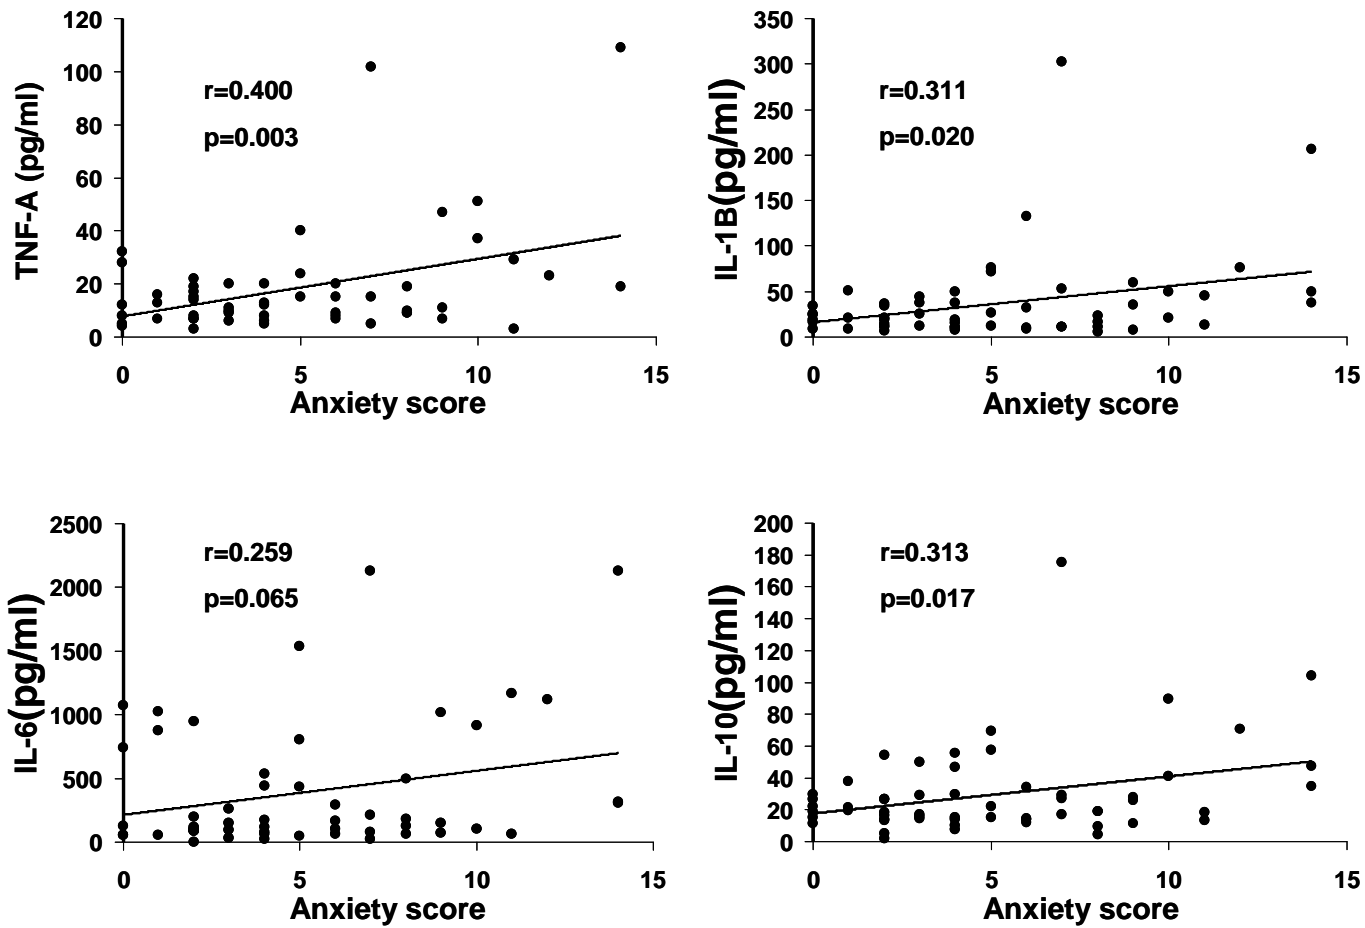 120
100
80
60
40
20
0
TNF-A (pg/ml)
r=0.400
p=0.003
0 5 10 15
Anxiety score
350
300
250
200
150
100
50
0
IL-1B(pg/ml)
r=0.311
p=0.020
0 5 10 15
Anxiety score
2500
2000
1500
1000
500
0
IL-6(pg/ml)
r=0.259
p=0.065
0 5 10 15
Anxiety score
200
180
160
140
120
100
80
60
40
20
0
IL-10(pg/ml)
r=0.313
p=0.017
0 5 10 15
Anxiety score